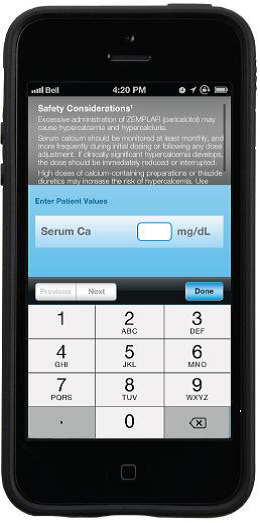 Bell 4:20 PM
Safety Considerations¹
Excessive administration of ZEMPLAR (paricalcitol) may
cause hypercalcemia and hypercalciuria.
Serum calcium should be monitored at least monthly, and
more frequently during initial dosing or following any dose
adjustment. If clinically significant hypercalcemia develops,
the dose should be immediately reduced or interrupted.
High doses of calcium-containing preparations or thiazide
diuretics may increase the risk of hypercalcemia. Use
Enter Patient Values
Serum Ca mg/dL
Previous Next Done
1 2 3
ABC DEF
4 5 6
GHI JKL MNO
7 8 9
PQRS TUV WXYZ
. 0